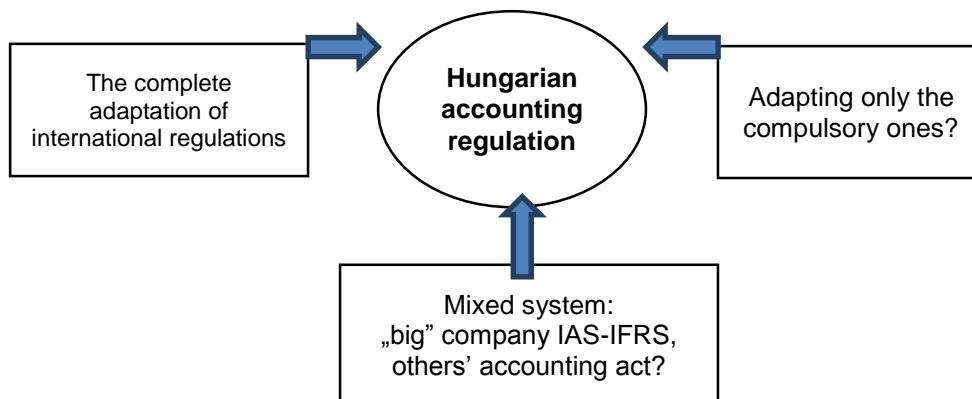 The complete
adaptation of
international regulations
Hungarian
accounting
regulation
Adapting only the
compulsory ones?
Mixed system:
„big” company IAS-IFRS,
others’ accounting act?